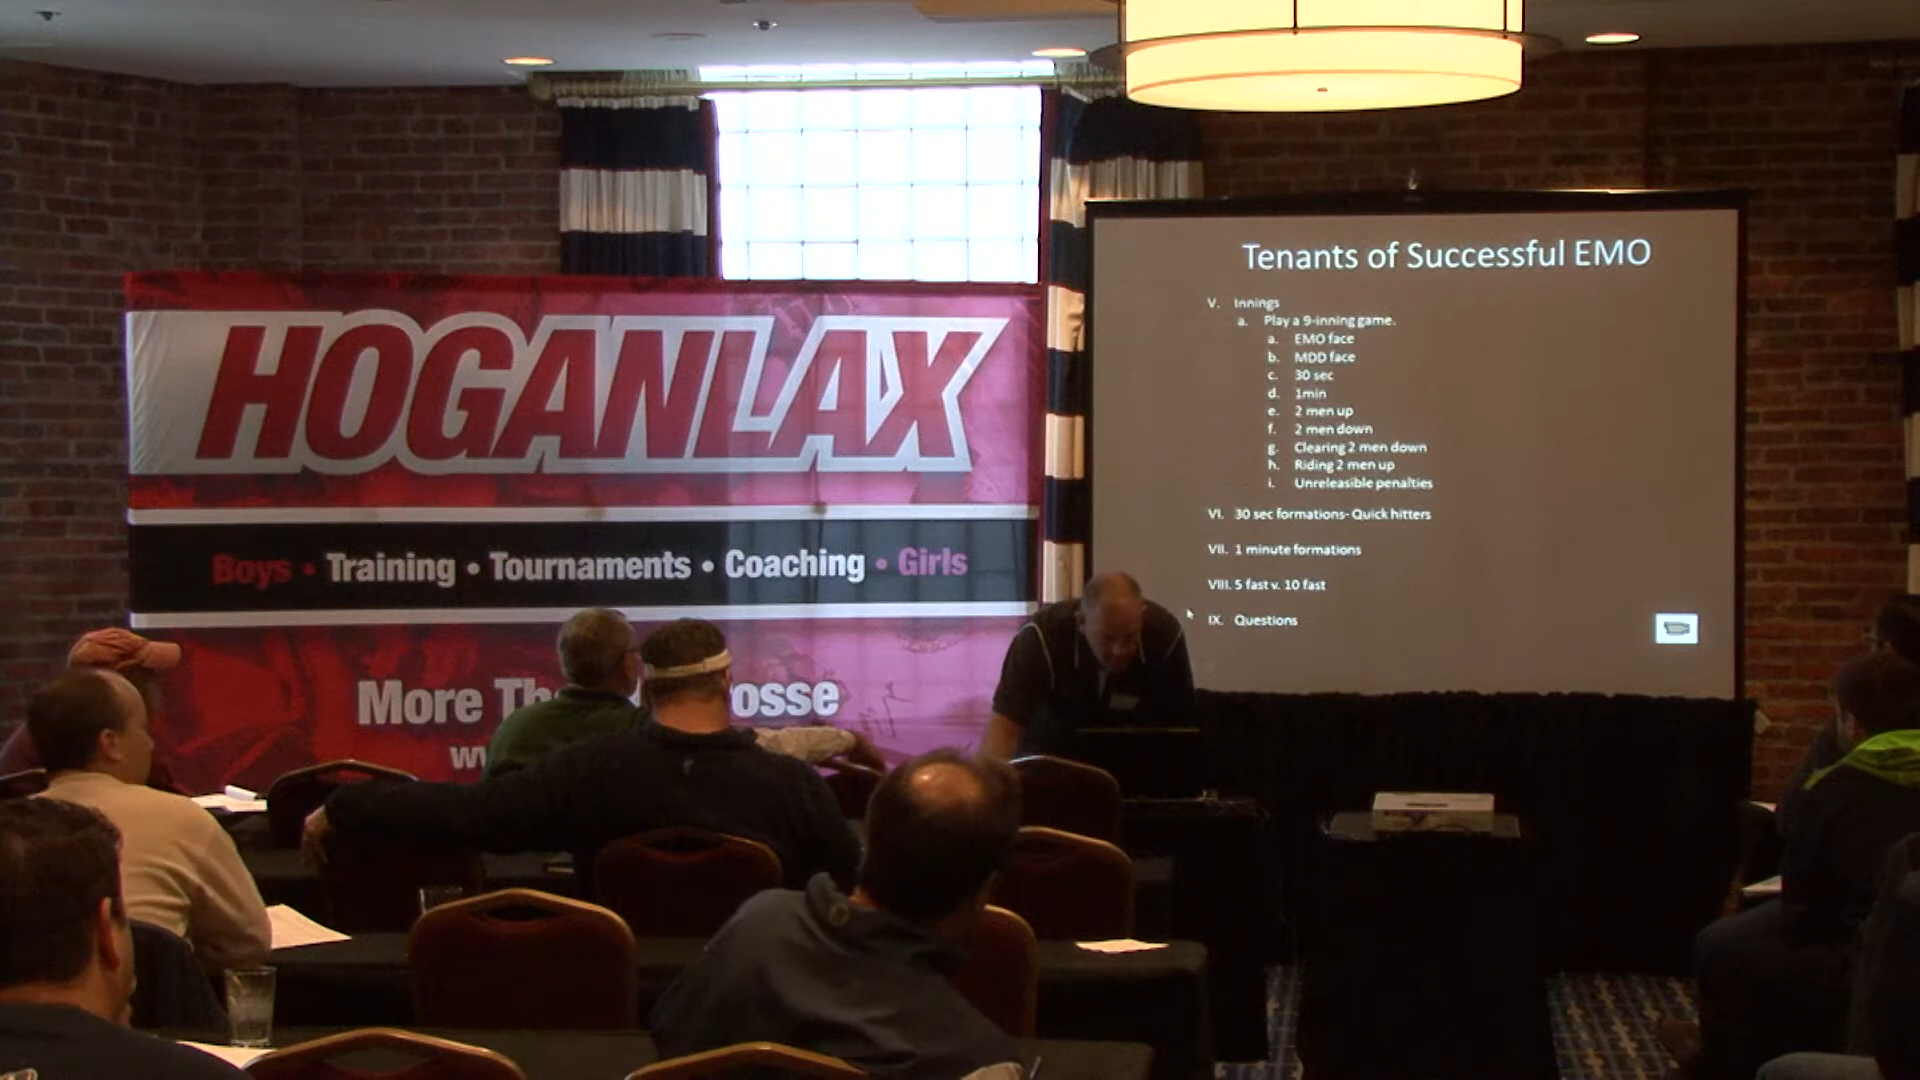 HOGANLAX
Boys • Training • Tournaments • Coaching • Girls
More Th
osse
Tenants of Successful EMO
V. Innings
a. Play a 9-inning game.
a. EMO face
b. MDD face
c. 30 sec
d. 1min
e. 2 men up
f. 2 men down
g. Clearing 2 men down
h. Riding 2 men up
i. Unreleasible penalties
VI. 30 sec formations- Quick hitters
VII. 1 minute formations
VIII. 5 fast v. 10 fast
IX. Questions